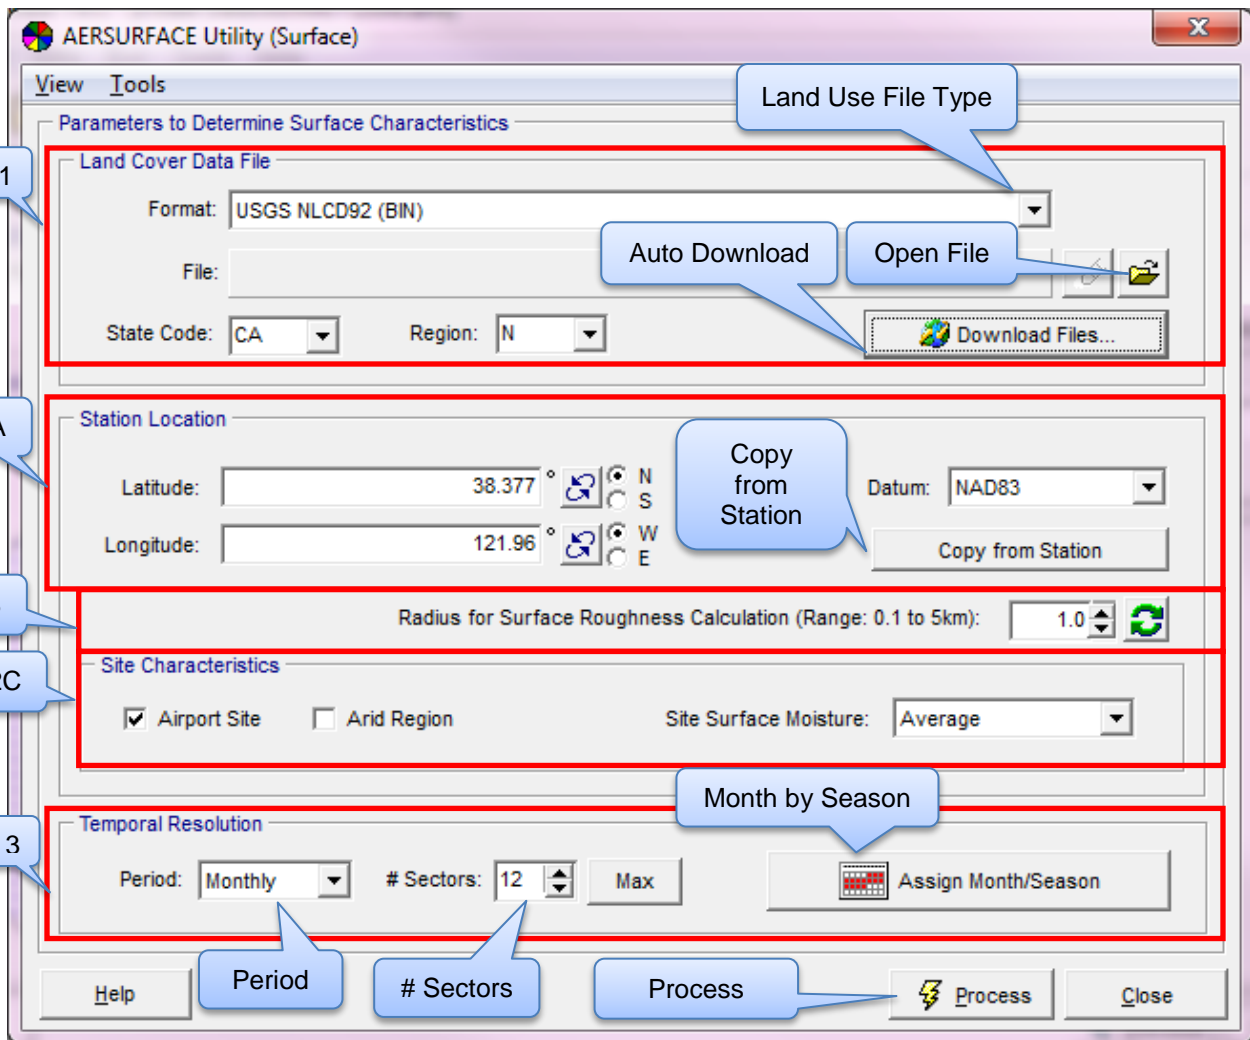 AERSURFACE Utility (Surface)
View Tools
Land Use File Type
Parameters to Determine Surface Characteristics
1
Land Cover Data File
Format: USGS NLCD92 (BIN)
Auto Download
Open File
File:
State Code: CA Region: N Download Files...
A
Station Location
Copy from Station
Latitude: 38.377 ° N S
Datum: NAD83
Longitude: 121.96 ° W E
Copy from Station
Radius for Surface Roughness Calculation (Range: 0.1 to 5km): 1.0
2C
Site Characteristics
Airport Site Arid Region Site Surface Moisture: Average
Month by Season
3
Temporal Resolution
Period: Monthly # Sectors: 12 Max Assign Month/Season
Period
# Sectors
Process
Help Process Close